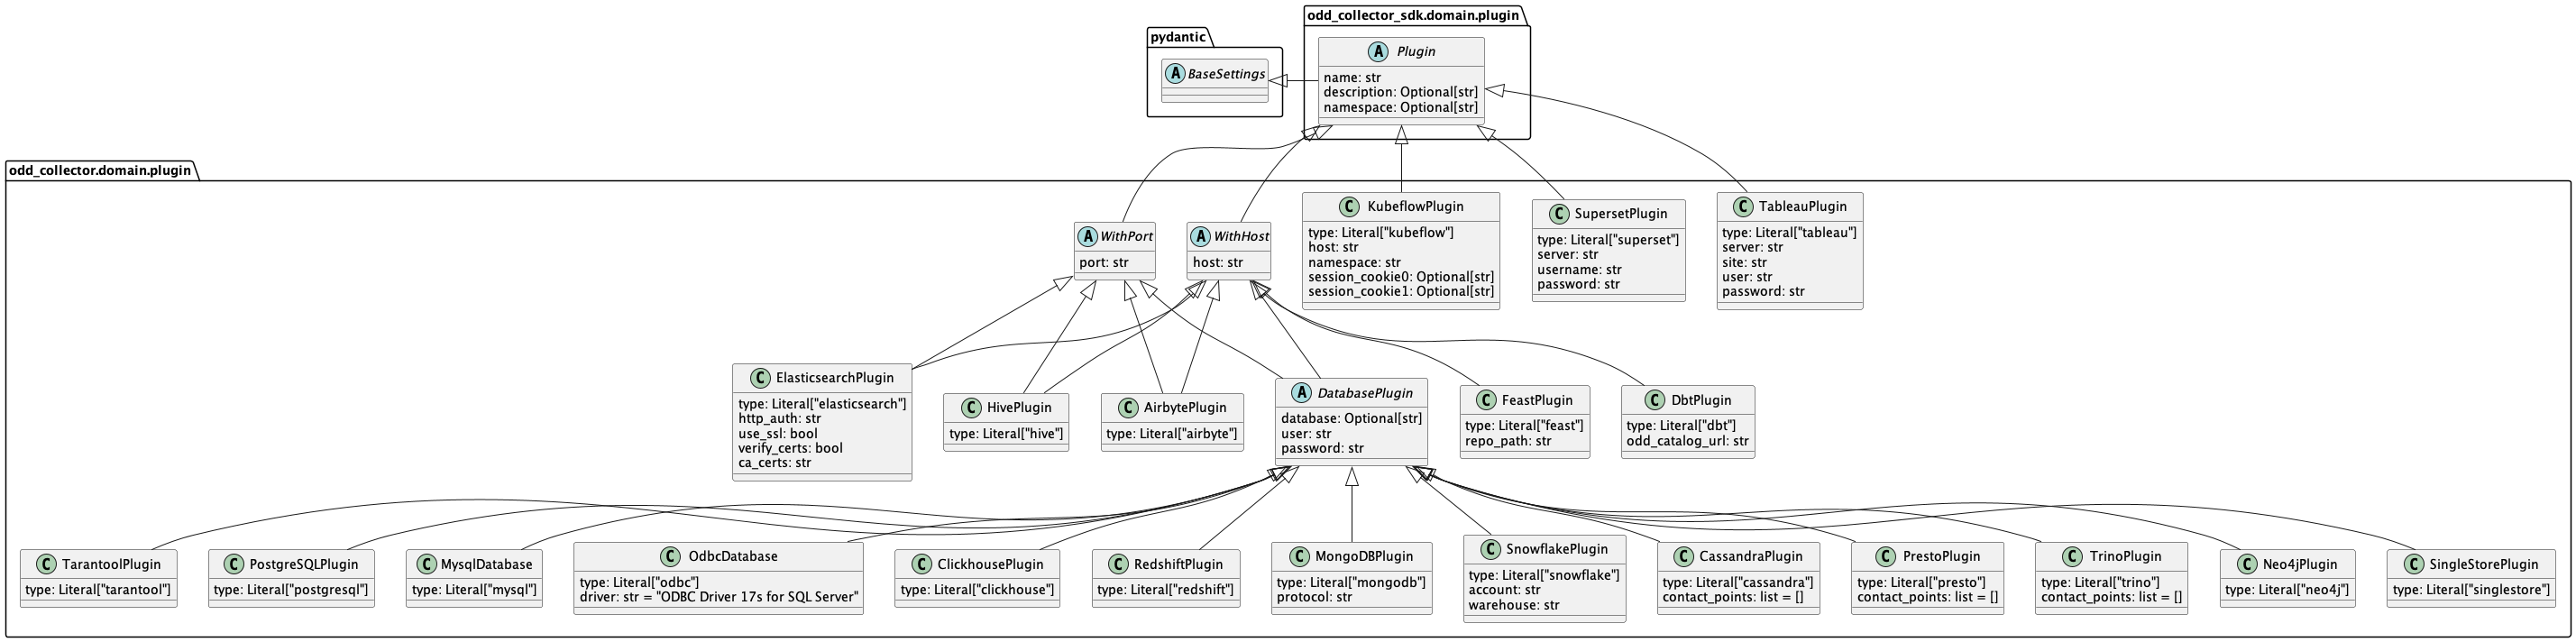 odd_collector_sdk.domain.plugin
pydantic
A Plugin
name: str
description: Optional[str]
namespace: Optional[str]
A BaseSettings
odd_collector.domain.plugin
A WithPort
port: str
A WithHost
host: str
C KubeflowPlugin
type: Literal["kubeflow"]
host: str
namespace: str
session_cookie0: Optional[str]
session_cookie1: Optional[str]
C SupersetPlugin
type: Literal["superset"]
server: str
username: str
password: str
C TableauPlugin
type: Literal["tableau"]
server: str
site: str
user: str
password: str
C ElasticsearchPlugin
type: Literal["elasticsearch"]
http_auth: str
use_ssl: bool
verify_certs: bool
ca_certs: str
C HivePlugin
type: Literal["hive"]
C AirbytePlugin
type: Literal["airbyte"]
A DatabasePlugin
database: Optional[str]
user: str
password: str
C FeastPlugin
type: Literal["feast"]
repo_path: str
C DbtPlugin
type: Literal["dbt"]
odd_catalog_url: str
C TarantoolPlugin
type: Literal["tarantool"]
C PostgreSQLPlugin
type: Literal["postgresql"]
C MysqlDatabase
type: Literal["mysql"]
C OdbcDatabase
type: Literal["odbc"]
driver: str = "ODBC Driver 17s for SQL Server"
C ClickhousePlugin
type: Literal["clickhouse"]
C RedshiftPlugin
type: Literal["redshift"]
C MongoDBPlugin
type: Literal["mongodb"]
protocol: str
C SnowflakePlugin
type: Literal["snowflake"]
account: str
warehouse: str
C CassandraPlugin
type: Literal["cassandra"]
contact_points: list = []
C PrestoPlugin
type: Literal["presto"]
contact_points: list = []
C TrinoPlugin
type: Literal["trino"]
contact_points: list = []
C Neo4jPlugin
type: Literal["neo4j"]
C SingleStorePlugin
type: Literal["singlestore"]